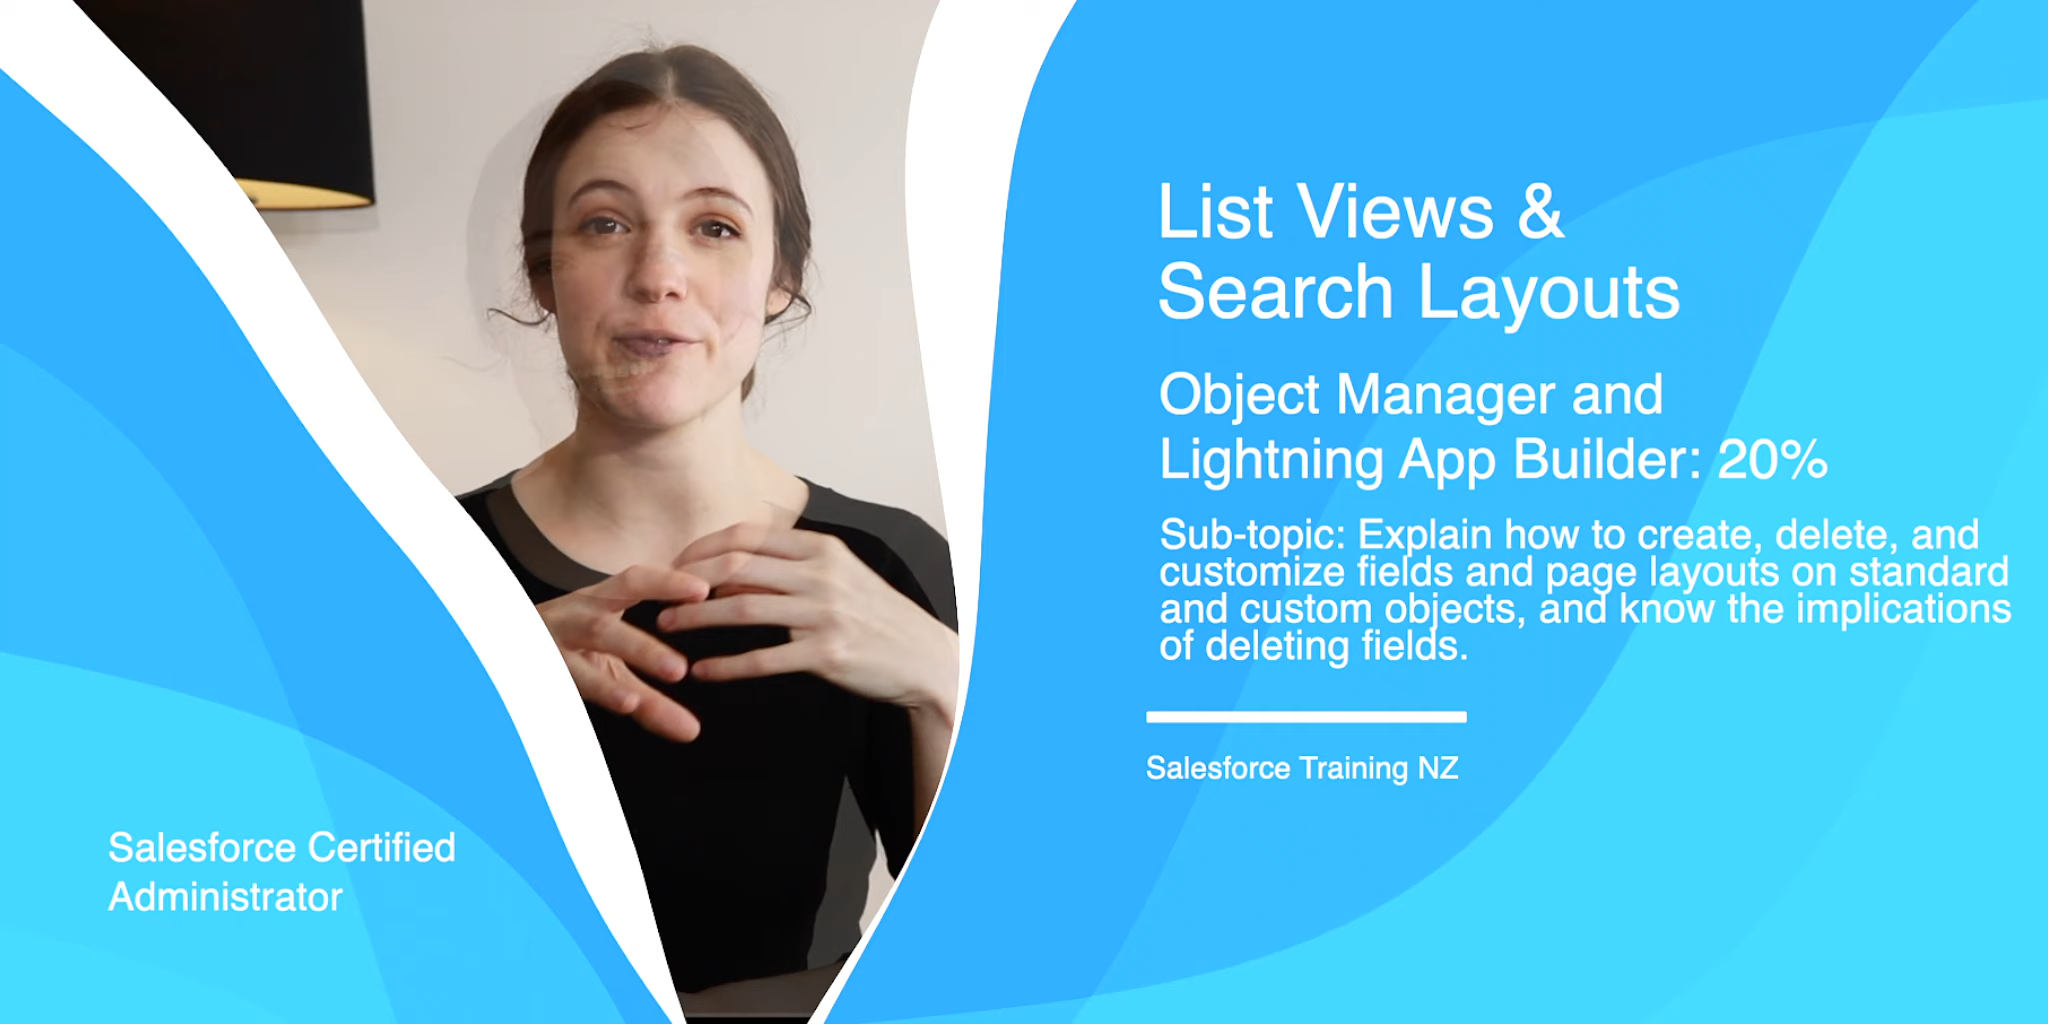 List Views &
Search Layouts
Object Manager and
Lightning App Builder: 20%
Sub-topic: Explain how to create, delete, and
customize fields and page layouts on standard
and custom objects, and know the implications
of deleting fields.
Salesforce Training NZ
Salesforce Certified
Administrator